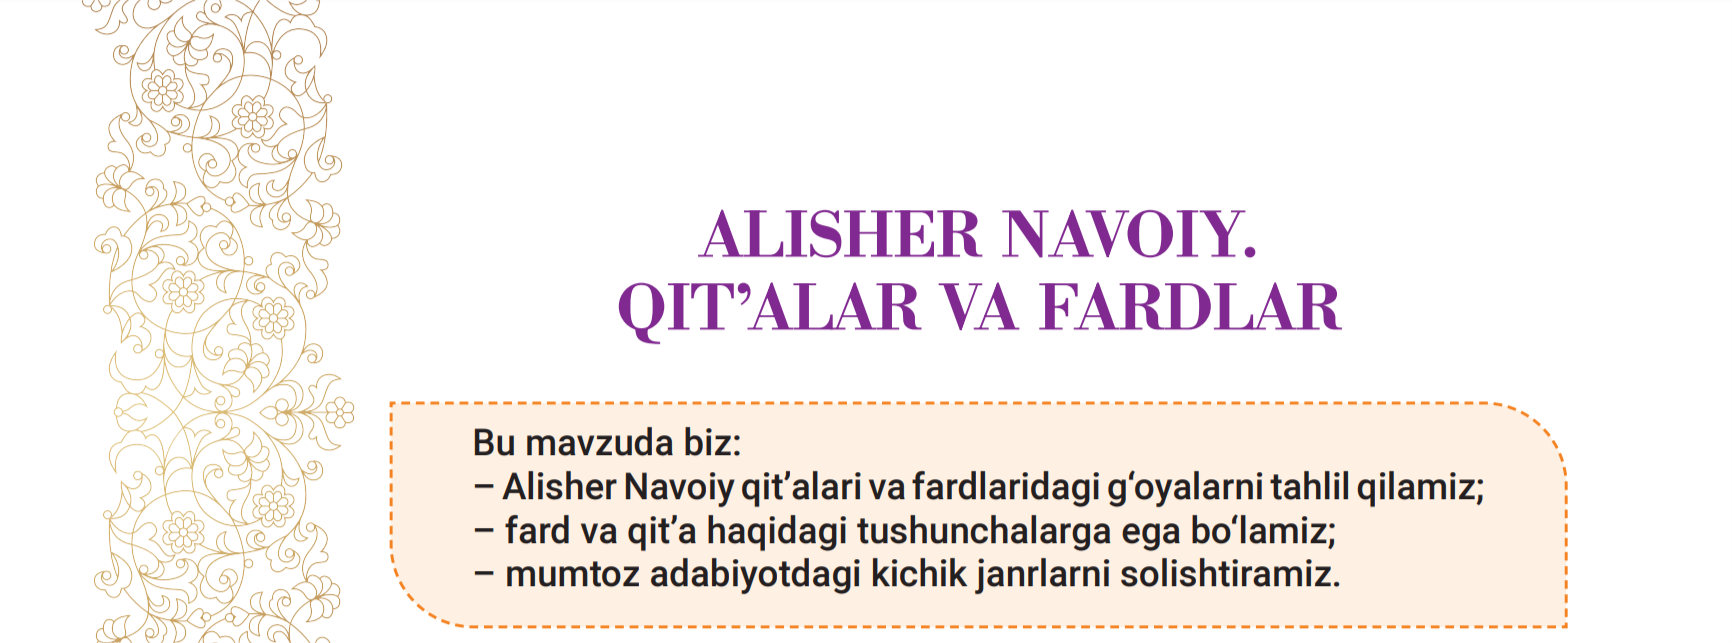 ALISHER NAVOIY.
QIT’ALAR VA FARDLAR
Bu mavzuda biz:
– Alisher Navoiy qit’alari va fardlaridagi g‘oyalarni tahlil qilamiz;
– fard va qit’a haqidagi tushunchalarga ega bo‘lamiz;
– mumtoz adabiyotdagi kichik janrlarni solishtiramiz.